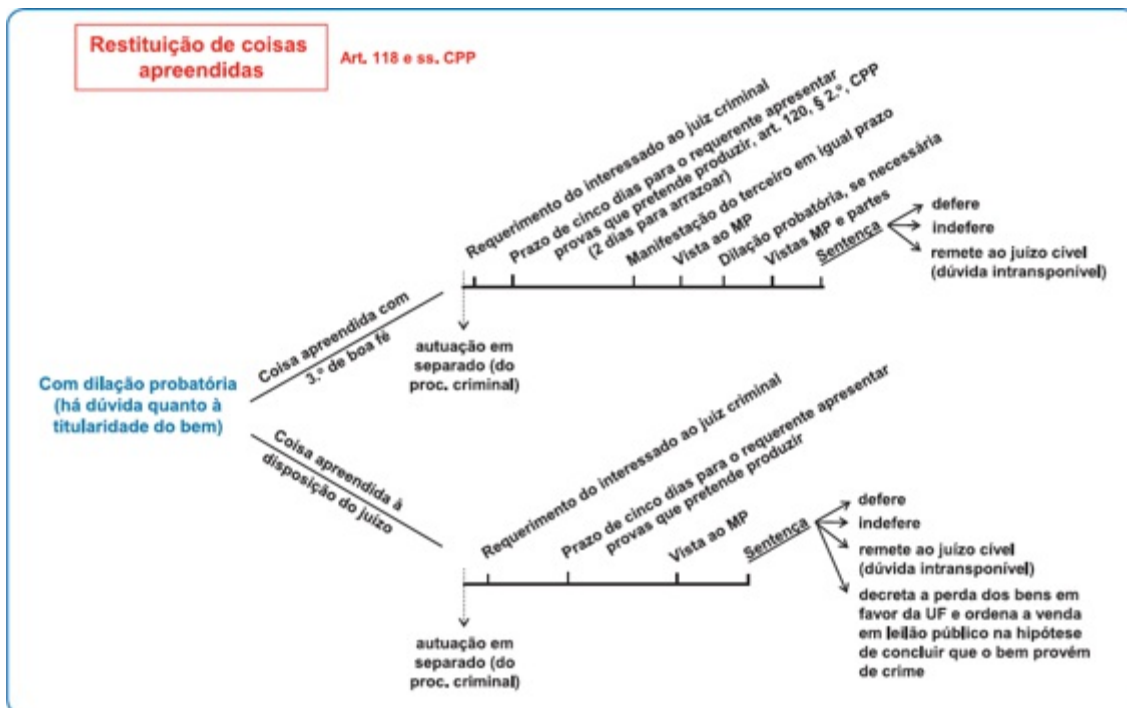 Restituição de coisas
apreendidas
Art. 118 e ss. CPP
Com dilação probatória
(há dúvida quanto à
titularidade do bem)
Coisa apreendida com
3.º de boa fé
autuação em
separado (do
proc. criminal)
Requerimento do interessado ao juiz criminal
Prazo de cinco dias para o requerente apresentar
provas que pretende produzir, art. 120, § 2.º, CPP
(2 dias para arrazoar)
Manifestação do terceiro em igual prazo
Vista ao MP
Dilação probatória, se necessária
Vistas MP e partes
Sentença
defere
indefere
remete ao juízo cível
(dúvida intransponível)
Coisa apreendida à
disposição do juízo
autuação em
separado (do
proc. criminal)
Requerimento do interessado ao juiz criminal
Prazo de cinco dias para o requerente apresentar
provas que pretende produzir
Vista ao MP
Sentença
defere
indefere
remete ao juízo cível
(dúvida intransponível)
decreta a perda dos bens em
favor da UF e ordena a venda
em leilão público na hipótese
de concluir que o bem provém
de crime